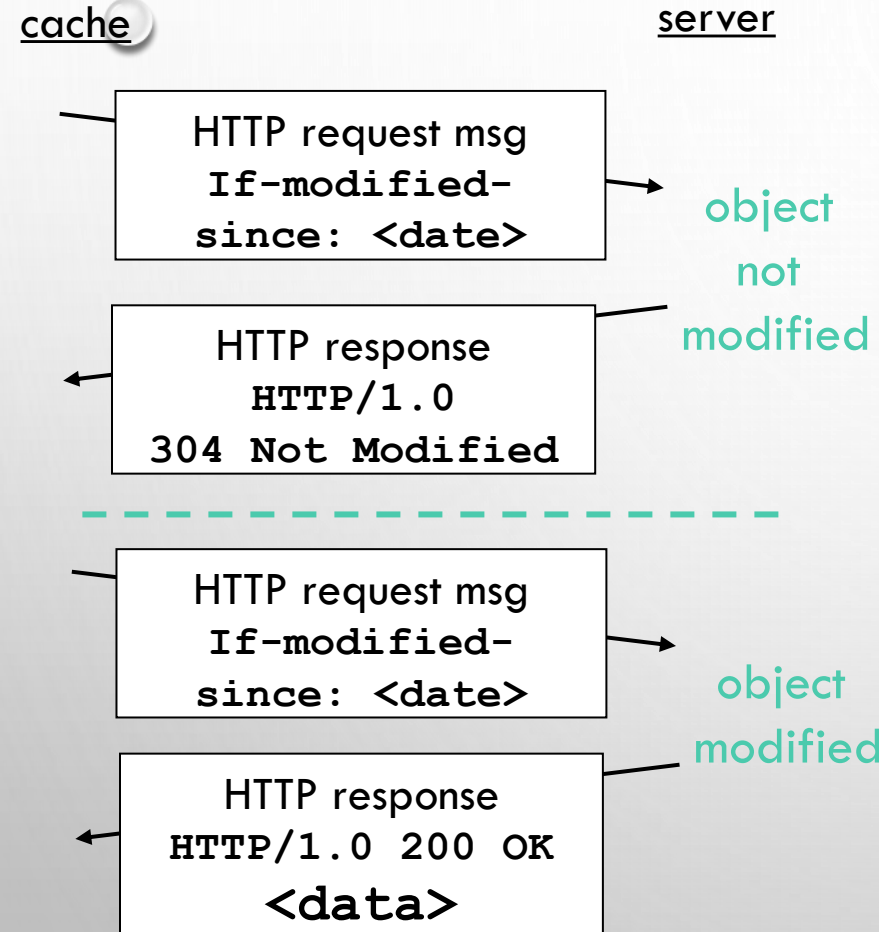 cache
server
HTTP request msg
If-modified-
since: <date>
object
not
modified
HTTP response
HTTP/1.0
304 Not Modified
HTTP request msg
If-modified-
since: <date>
object
modified
HTTP response
HTTP/1.0 200 OK
<data>